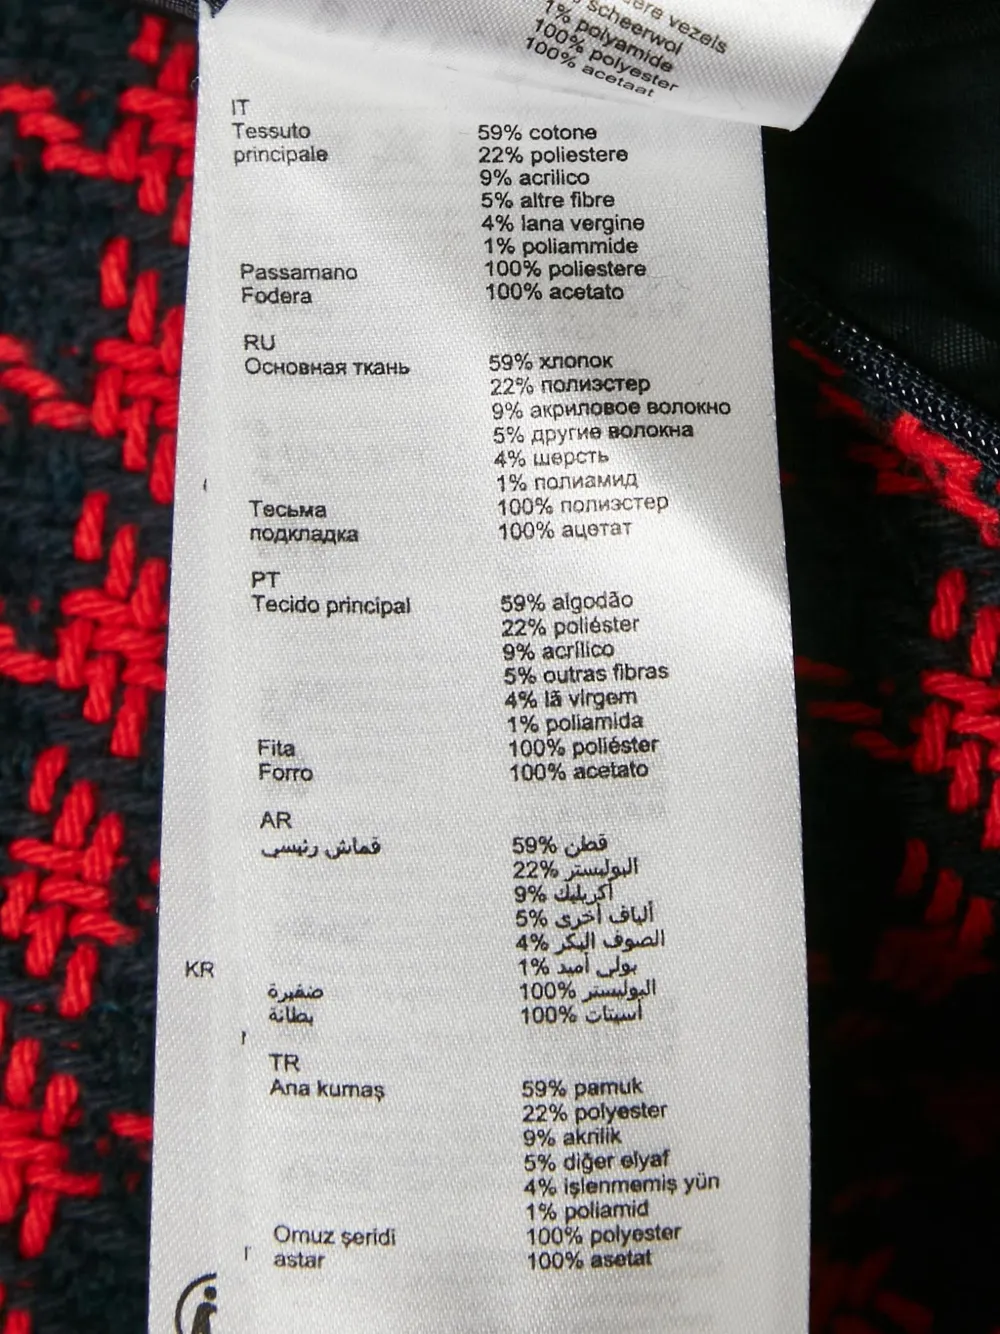 dere vezels
scheerwol
1% polyamide
100% polyester
100% acetaat
IT
Tessuto 59% cotone
principale 22% poliestere
9% acrilico
5% altre fibre
4% lana vergine
1% poliammide
Passamano 100% poliestere
Fodera 100% acetato
RU
Основная ткань 59% хлопок
22% полиэстер
9% акриловое волокно
5% другие волокна
4% шерсть
1% полиамид
Тесьма 100% полиэстер
подкладка 100% ацетат
PT
Tecido principal 59% algodão
22% poliéster
9% acrílico
5% outras fibras
4% lã virgem
1% poliamida
Fita 100% poliéster
Forro 100% acetato
AR
قماش رئيسي 59% قطن
22% البوليستر
9% أكريليك
5% ألياف أخرى
4% الصوف البكر
1% بولي أميد
KR
ضفيرة 100% البوليستر
بطانة 100% أسيتات
TR
Ana kumaş 59% pamuk
22% polyester
9% akrilik
5% diğer elyaf
4% işlenmemiş yün
1% poliamid
Omuz şeridi 100% polyester
astar 100% asetat